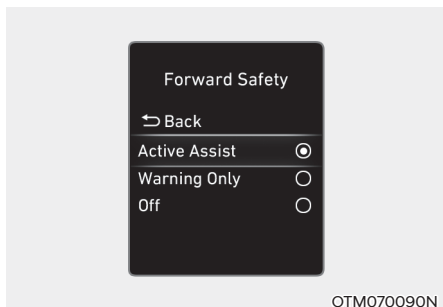 Forward Safety
Back
Active Assist
Warning Only
Off
OTM070090N